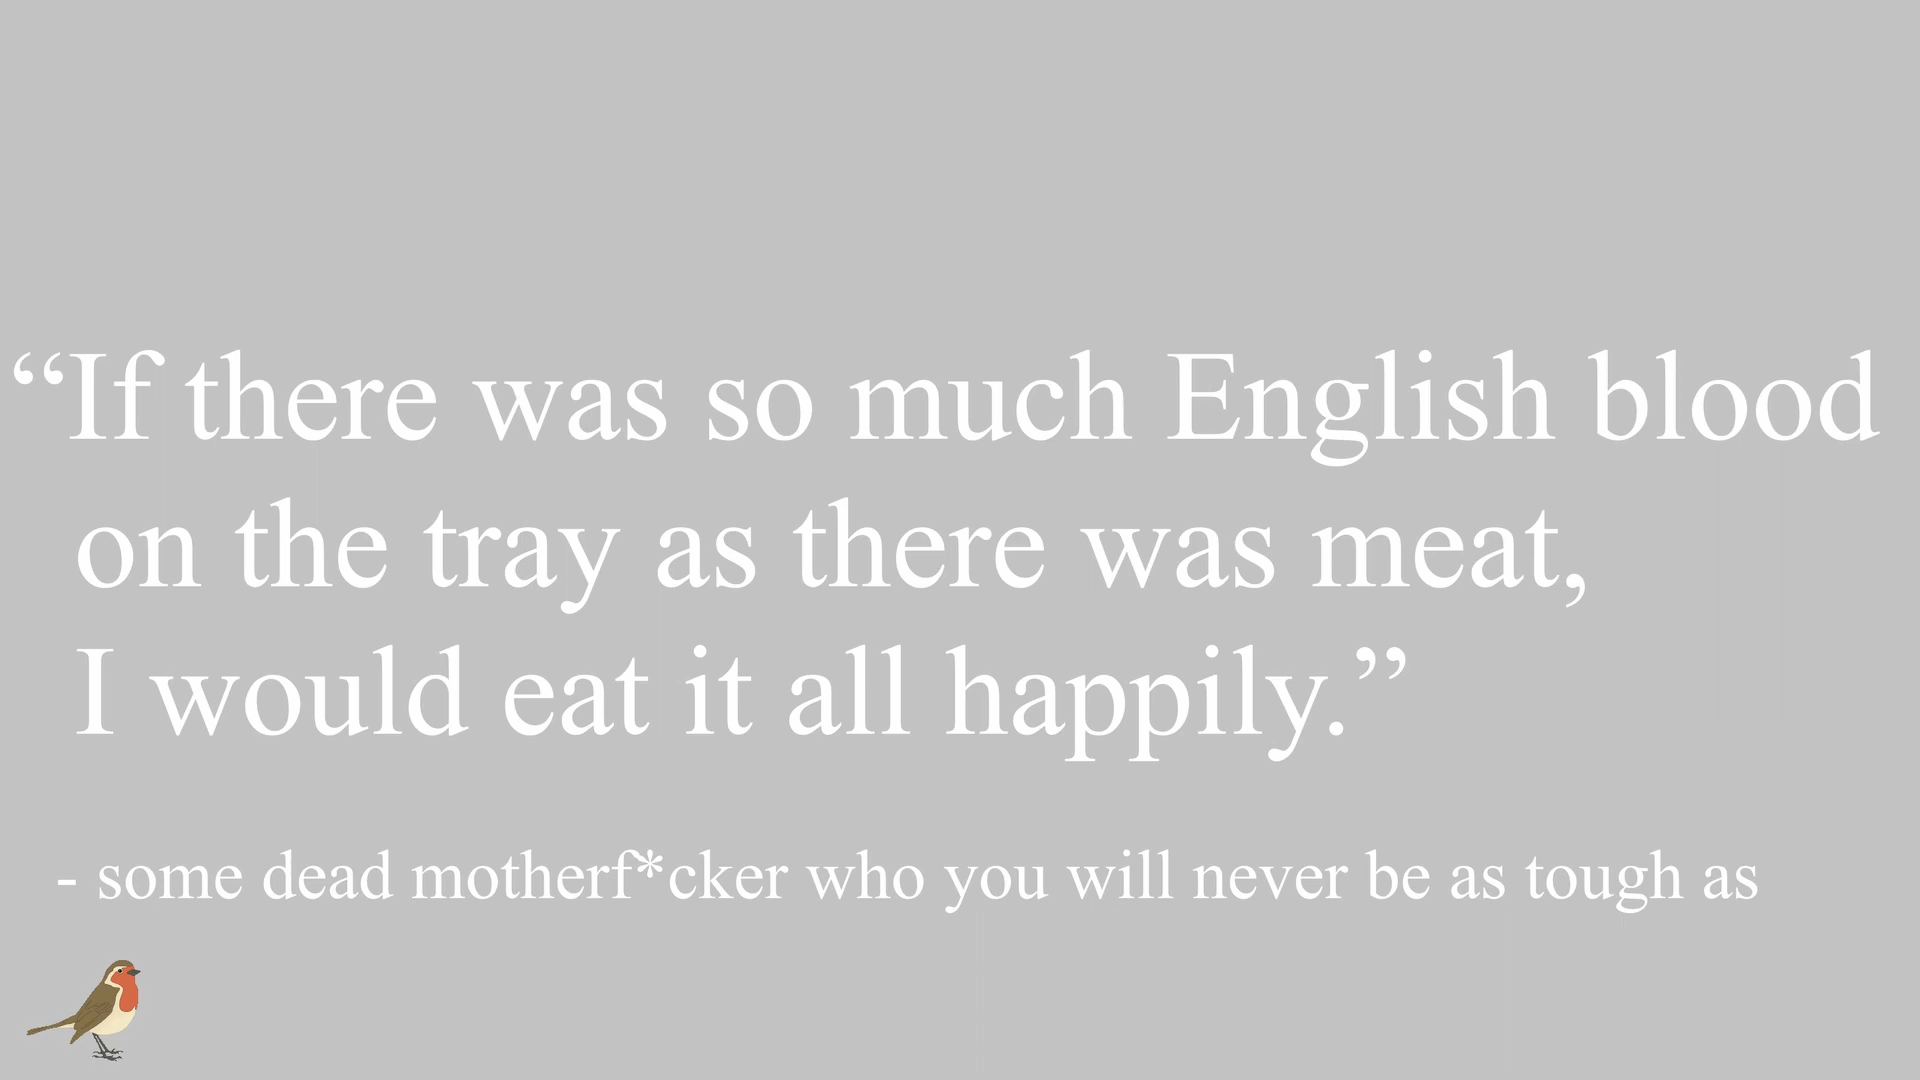 “If there was so much English blood
on the tray as there was meat,
I would eat it all happily.”
- some dead motherf*cker who you will never be as tough as